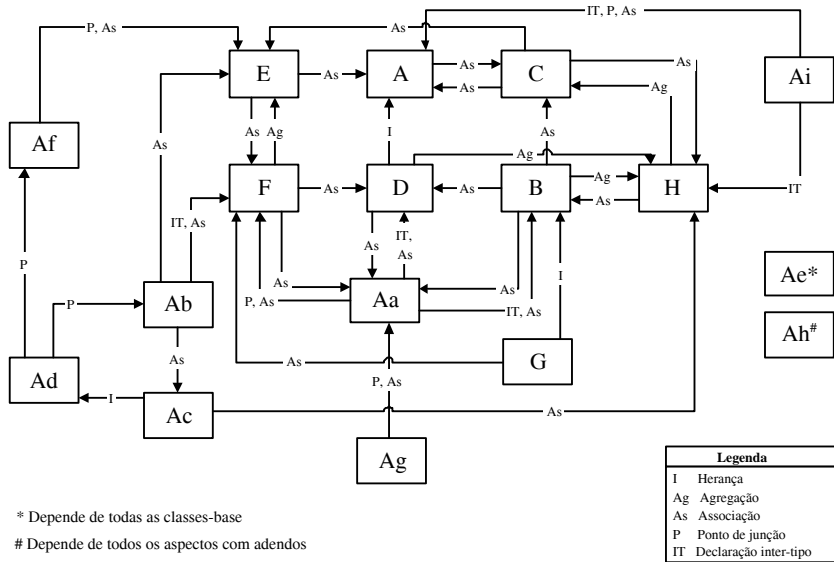 IT, P, As
P, As
E
As
A
As
As
C
As
As
Ag
Ai
Af
As
As
Ag
I
As
IT
F
As
D
Ag
As
B
Ag
As
H
IT, As
As
As
IT,
As
As
I
P
P
Ab
P, As
Aa
IT, As
Ae*
Ah#
As
As
G
Ad
I
Ac
P, As
As
Ag
Legenda
I Herança
Ag Agregação
As Associação
P Ponto de junção
IT Declaração inter-tipo
* Depende de todas as classes-base
# Depende de todos os aspectos com adendos